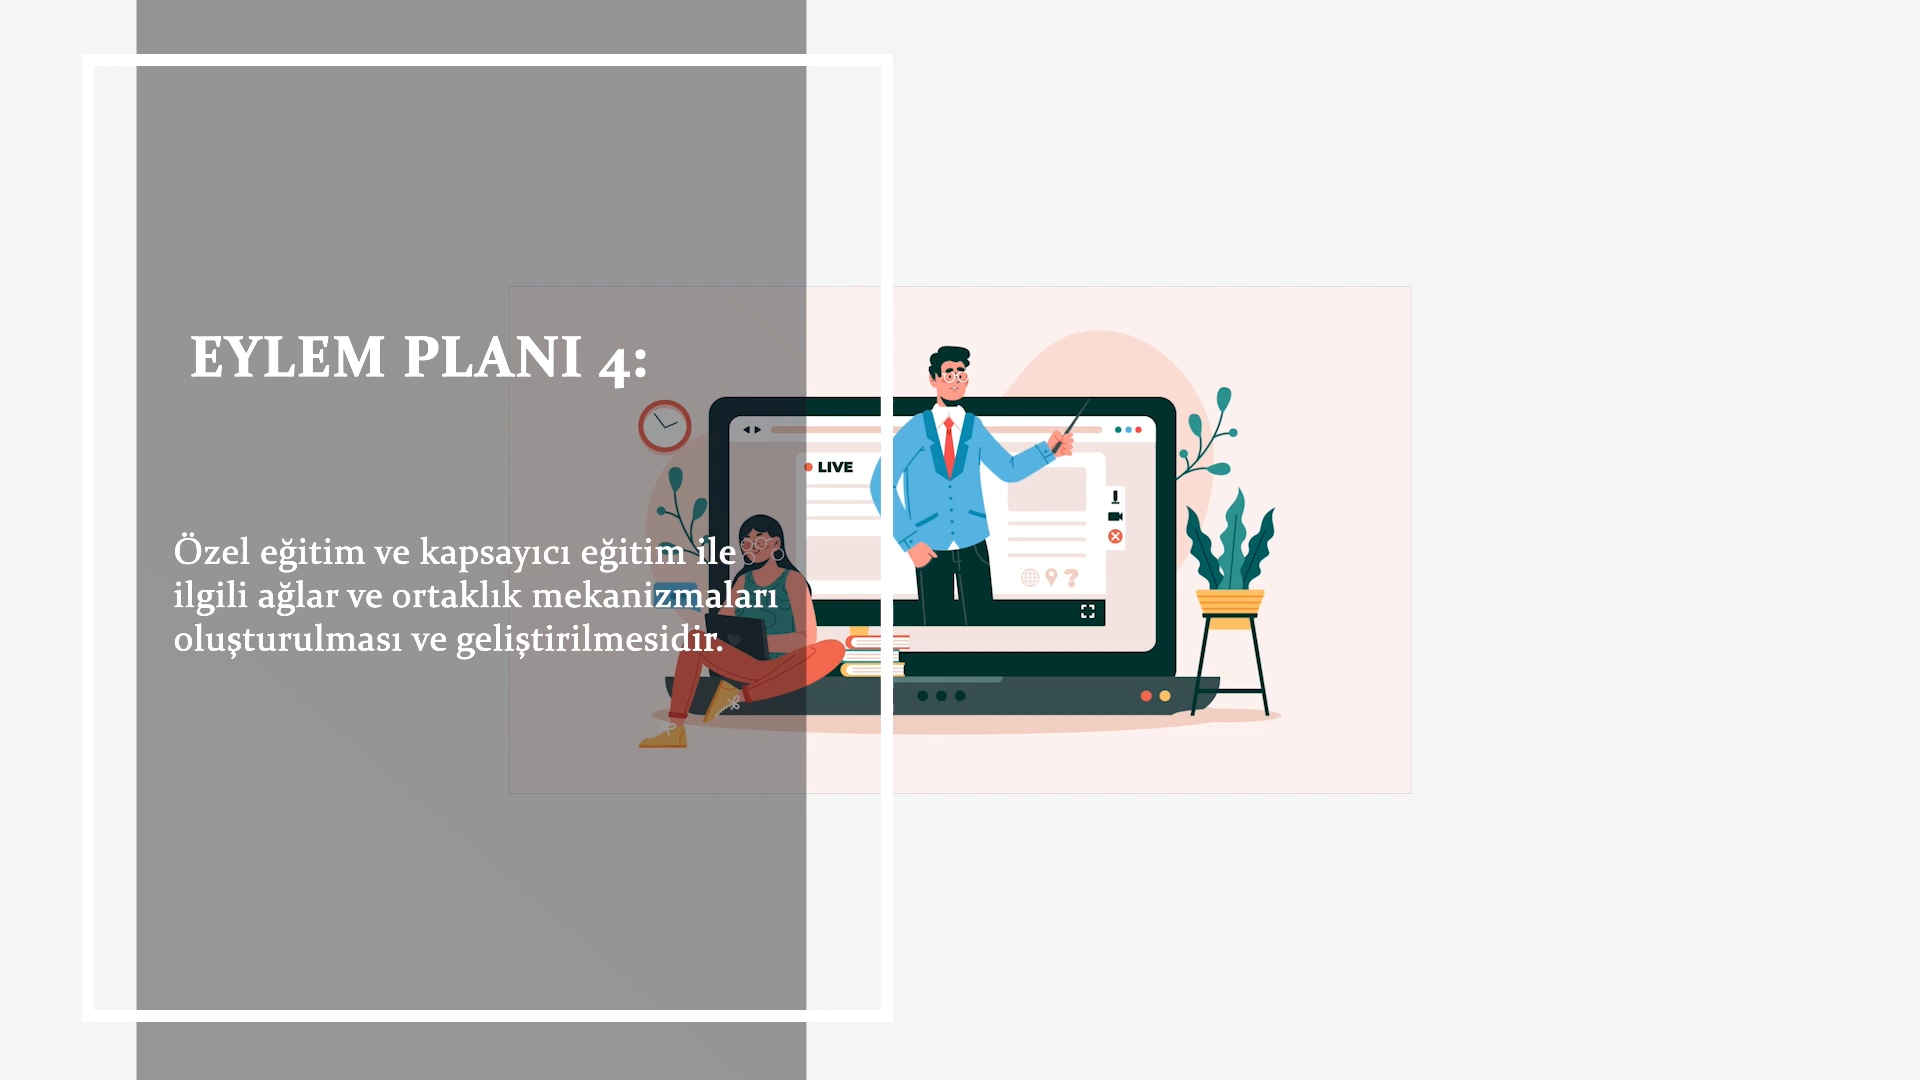 EYLEM PLANI 4:
LIVE
Özel eğitim ve kapsayıcı eğitim ile
ilgili ağlar ve ortaklık mekanizmaları
oluşturulması ve geliştirilmesidir.